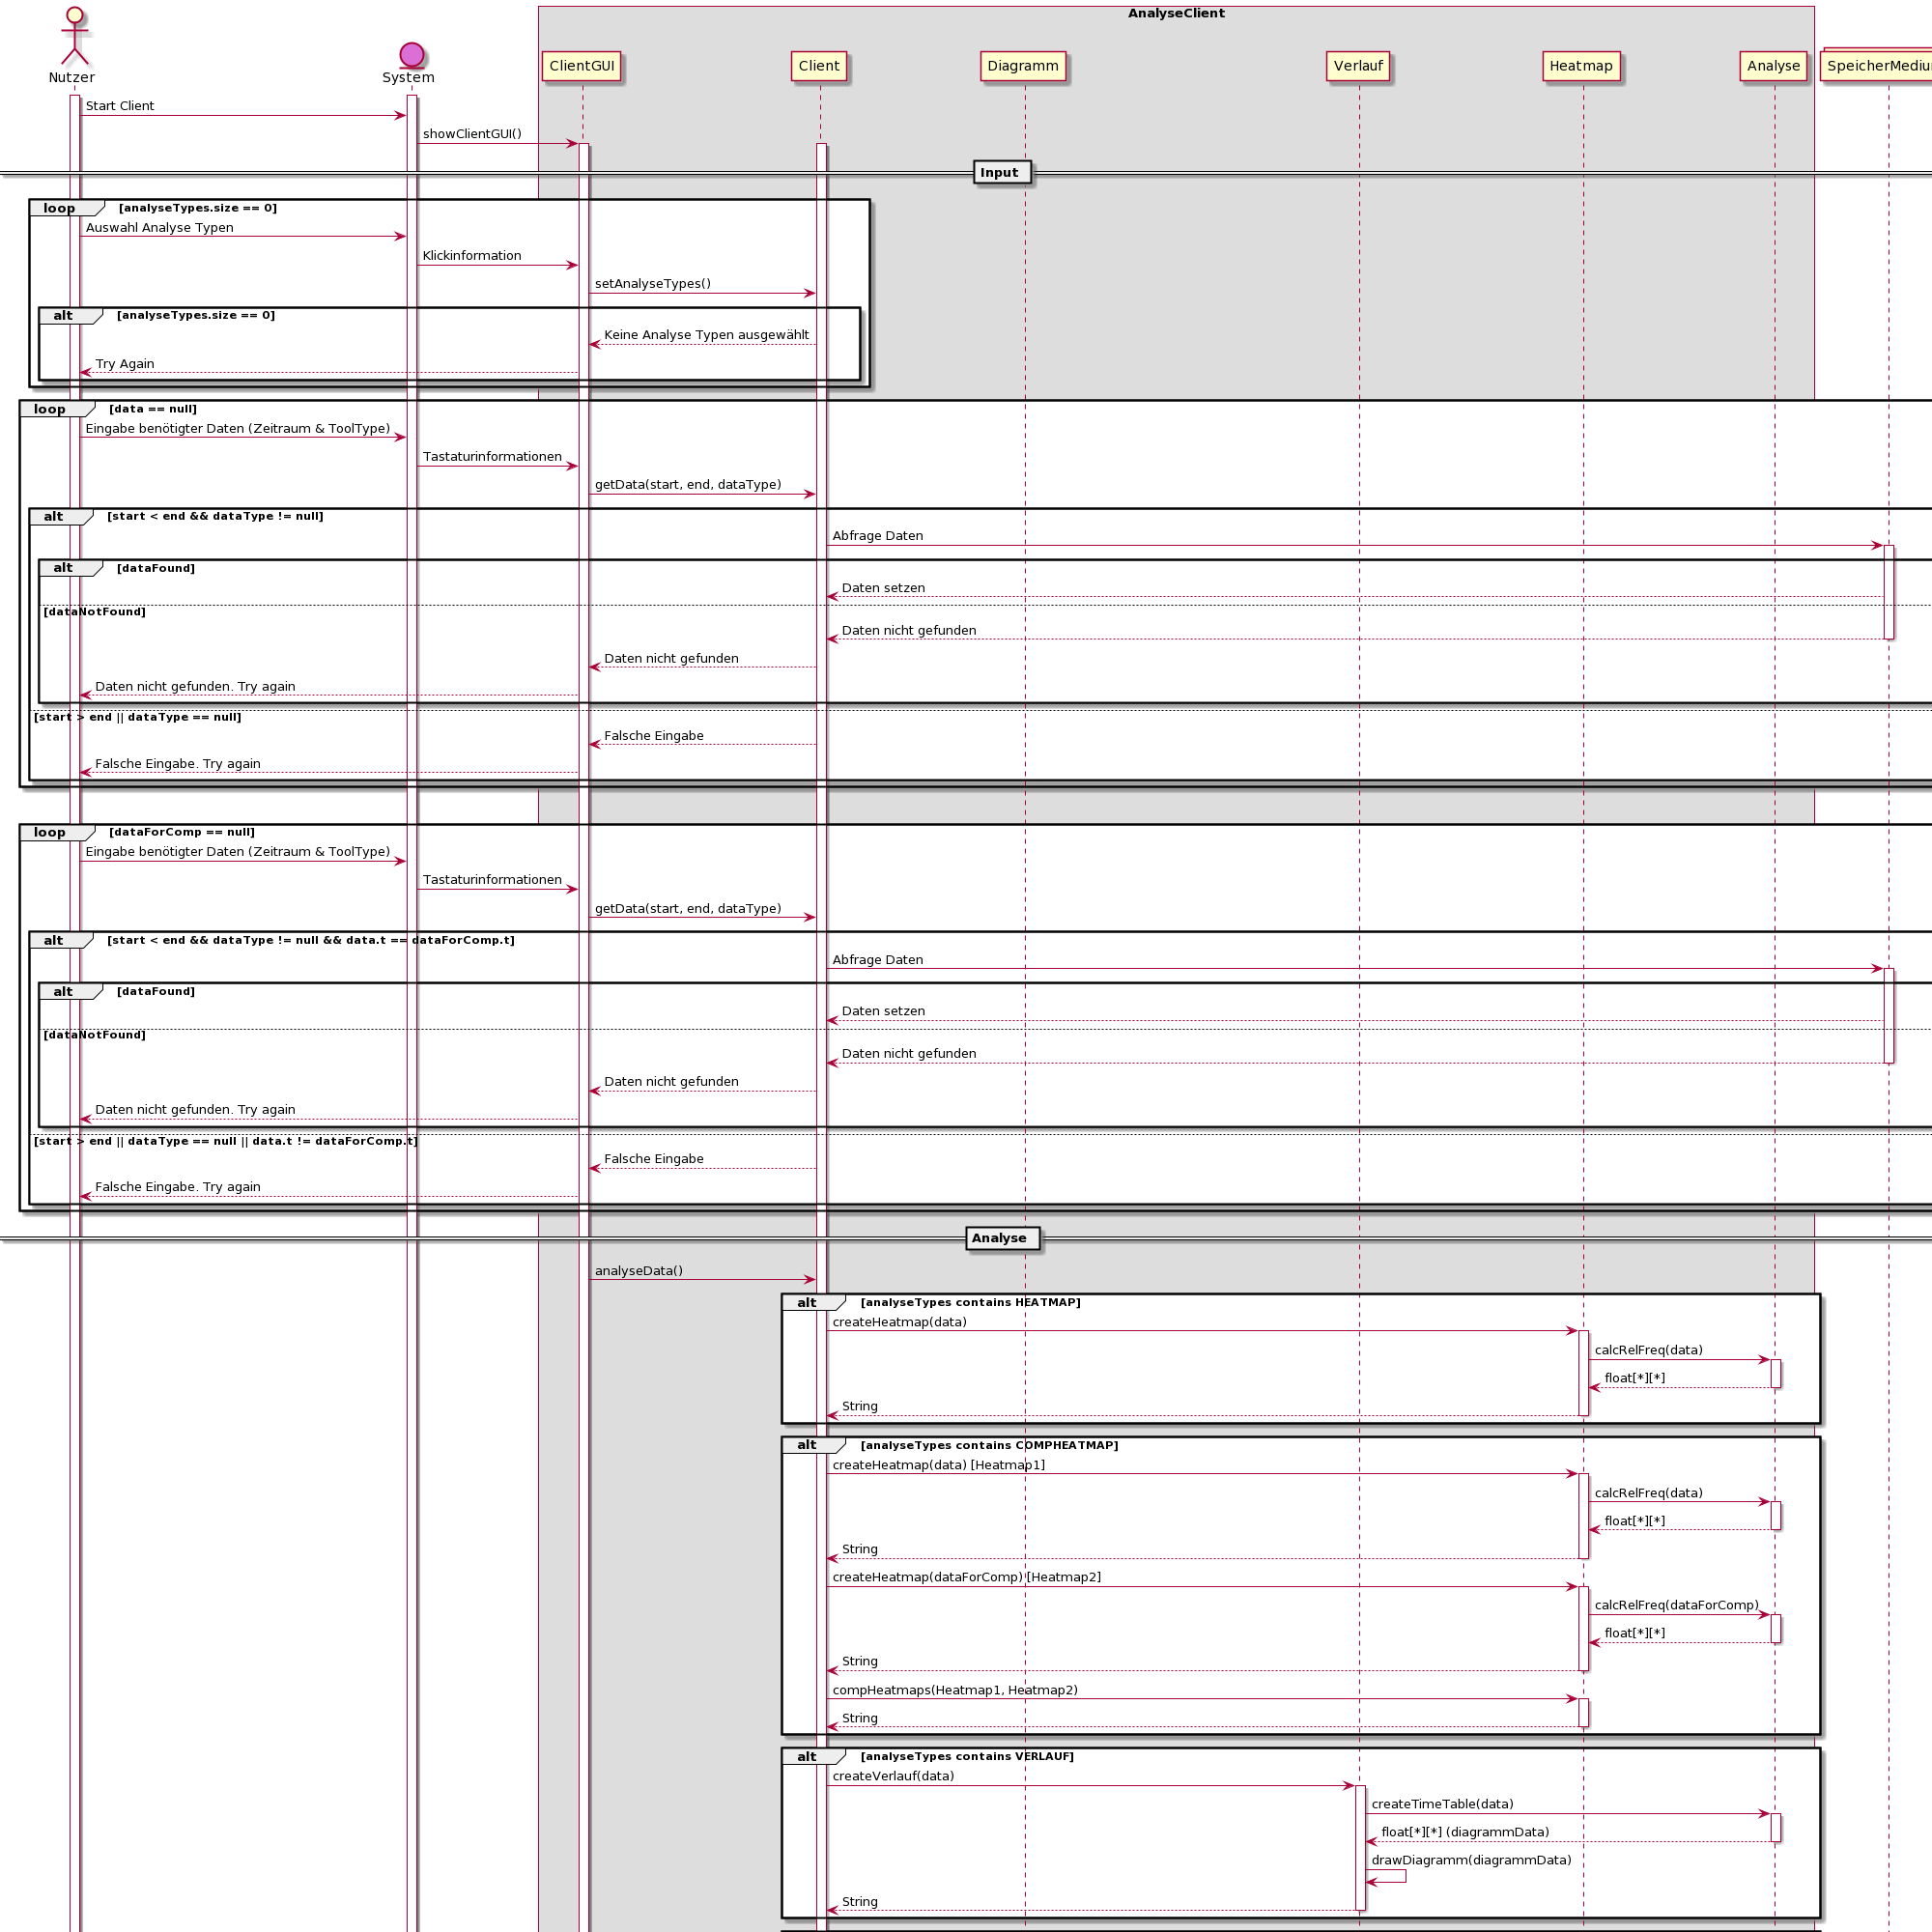 AnalyseClient
Nutzer
System
ClientGUI
Client
Diagramm
Verlauf
Heatmap
Analyse
Start Client
showClientGUI()
Input
loop [analyseTypes.size == 0]
Auswahl Analyse Typen
Klickinformation
setAnalyseTypes()
alt [analyseTypes.size == 0]
Keine Analyse Typen ausgewählt
Try Again
loop [data == null]
Eingabe benötigter Daten (Zeitraum & ToolType)
Tastaturinformationen
getData(start, end, dataType)
alt [start < end && dataType != null]
Abfrage Daten
alt [dataFound]
Daten setzen
[dataNotFound]
Daten nicht gefunden
Daten nicht gefunden
Daten nicht gefunden. Try again
[start > end || dataType == null]
Falsche Eingabe
Falsche Eingabe. Try again
loop [dataForComp == null]
Eingabe benötigter Daten (Zeitraum & ToolType)
Tastaturinformationen
getData(start, end, dataType)
alt [start < end && dataType != null && data.t == dataForComp.t]
Abfrage Daten
alt [dataFound]
Daten setzen
[dataNotFound]
Daten nicht gefunden
Daten nicht gefunden
Daten nicht gefunden. Try again
[start > end || dataType == null || data.t != dataForComp.t]
Falsche Eingabe
Falsche Eingabe. Try again
Analyse
analyseData()
alt [analyseTypes contains HEATMAP]
createHeatmap(data)
calcRelFreq(data)
float[*][*]
String
alt [analyseTypes contains COMPHEATMAP]
createHeatmap(data) [Heatmap1]
calcRelFreq(data)
float[*][*]
String
createHeatmap(dataForComp) [Heatmap2]
calcRelFreq(dataForComp)
float[*][*]
String
compHeatmaps(Heatmap1, Heatmap2)
String
alt [analyseTypes contains VERLAUF]
createVerlauf(data)
createTimeTable(data)
float[*][*] (diagrammData)
drawDiagramm(diagrammData)
String